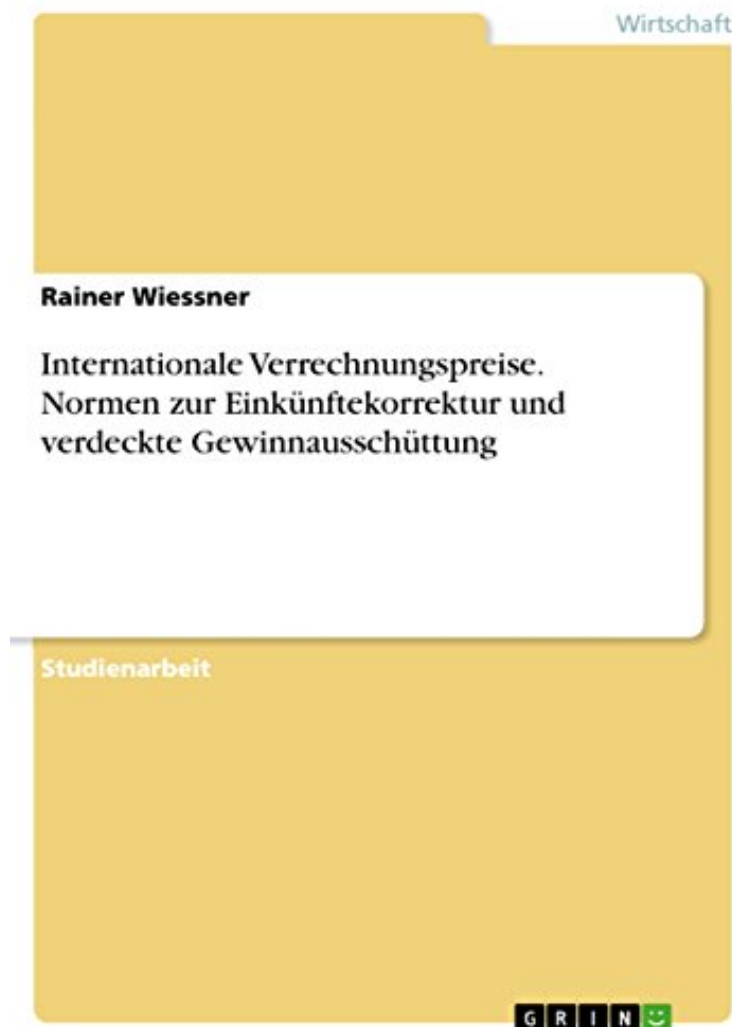 Wirtschaft
Rainer Wiessner
Internationale Verrechnungspreise.
Normen zur Einkünftekorrektur und
verdeckte Gewinnausschüttung
Studienarbeit
GRIN